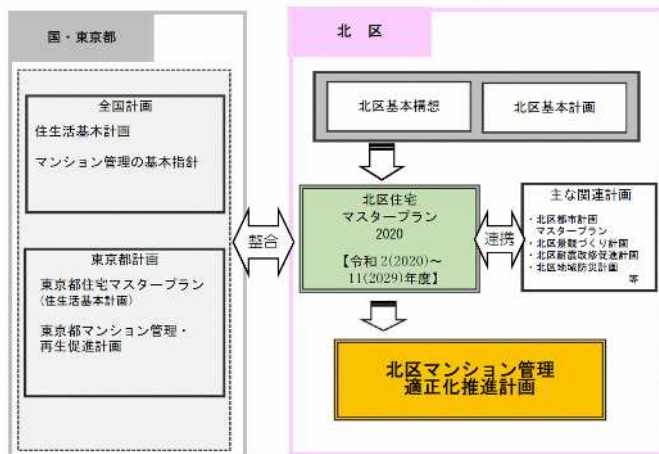 国・東京都
全国計画
住生活基本計画
マンション管理の基本指針
東京都計画
東京都住宅マスタープラン
(住生活基本計画)
東京都マンション管理・
再生促進計画
整合
北 区
北区基本構想
北区基本計画
北区住宅
マスタープラン
2020
【令和2(2020)～
11(2029)年度】
連携
主な関連計画
・北区都市計画
マスタープラン
・北区景観づくり計画
・北区耐震改修促進計画
・北区地域防災計画
等
北区マンション管理
適正化推進計画